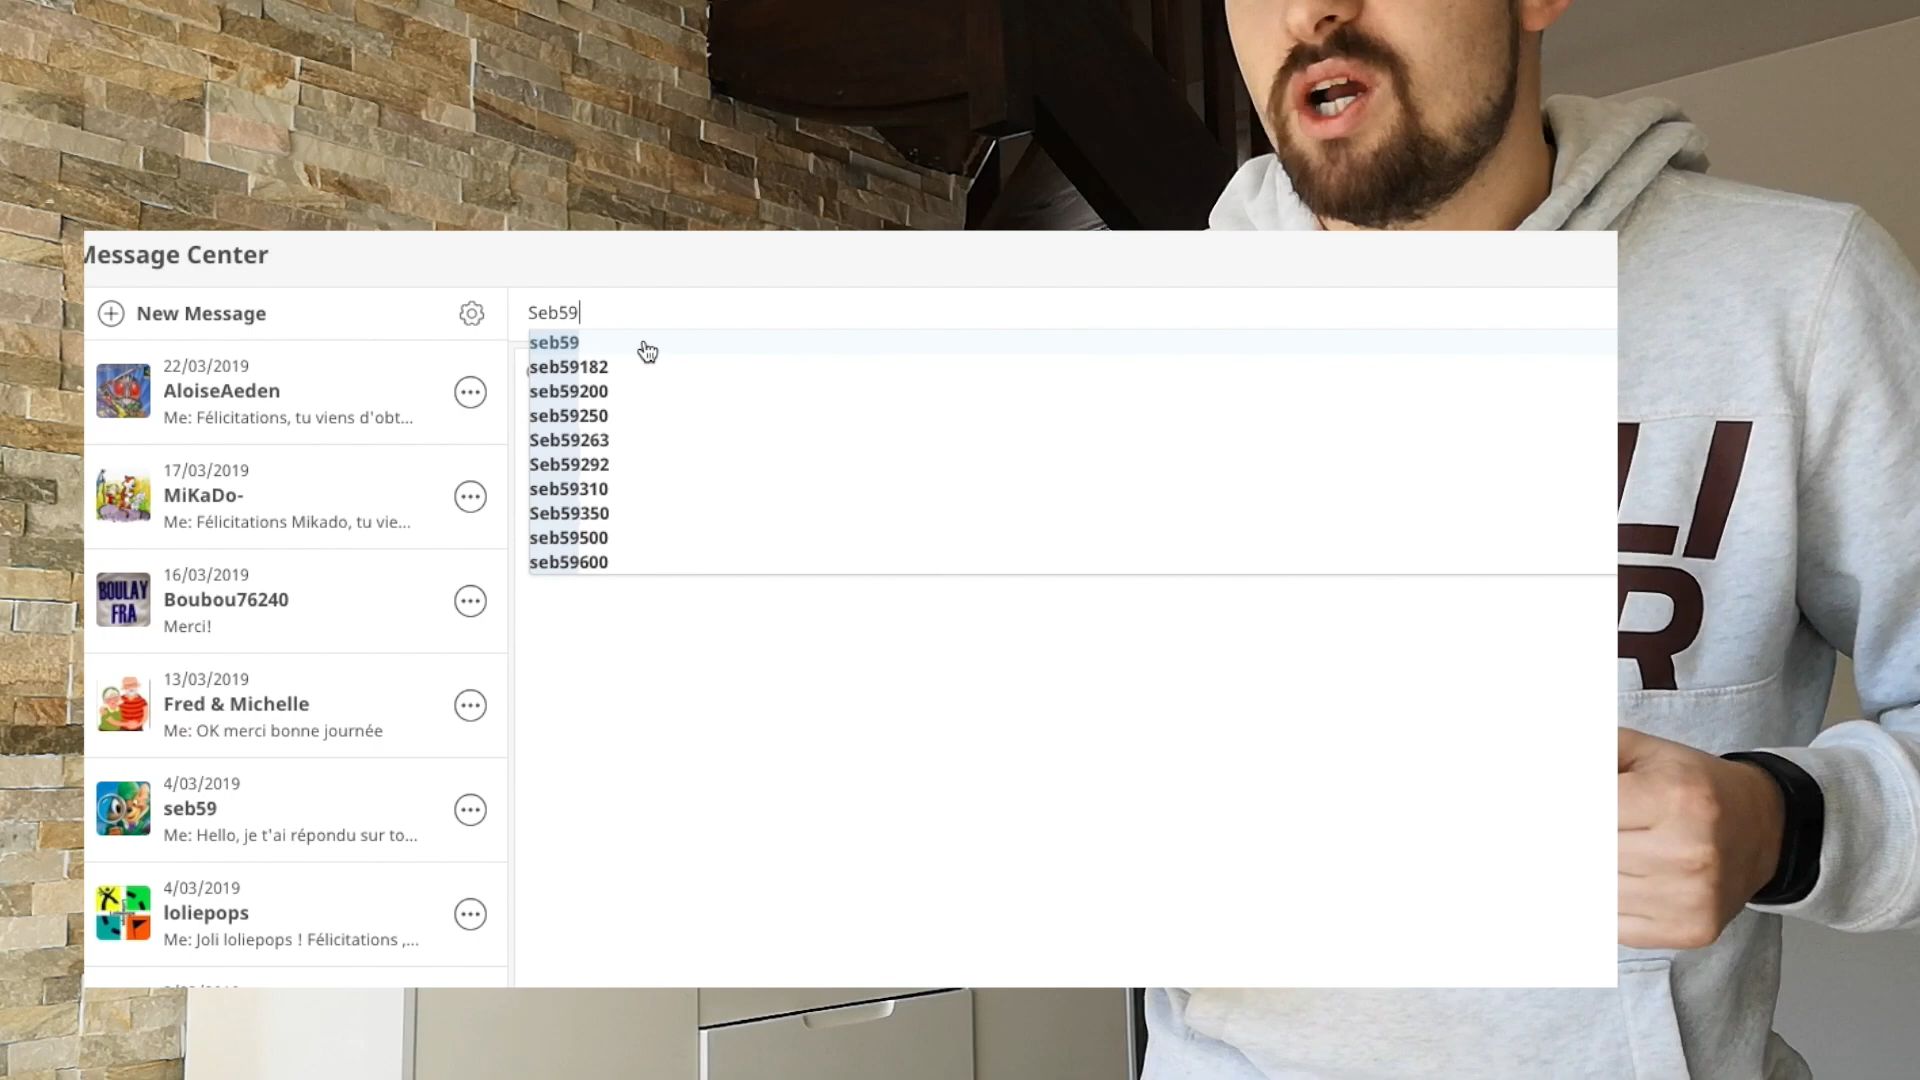 Message Center
New Message
Seb59
seb59
seb59182
seb59200
seb59250
Seb59263
Seb59292
seb59310
Seb59350
seb59500
seb59600
22/03/2019
AloiseAeden
Me: Félicitations, tu viens d'obt...
17/03/2019
MiKaDo-
Me: Félicitations Mikado, tu vie...
16/03/2019
BOULAY
FRA
Boubou76240
Merci!
13/03/2019
Fred & Michelle
Me: OK merci bonne journée
4/03/2019
seb59
Me: Hello, je t'ai répondu sur to...
4/03/2019
loliepops
Me: Joli loliepops ! Félicitations ,...